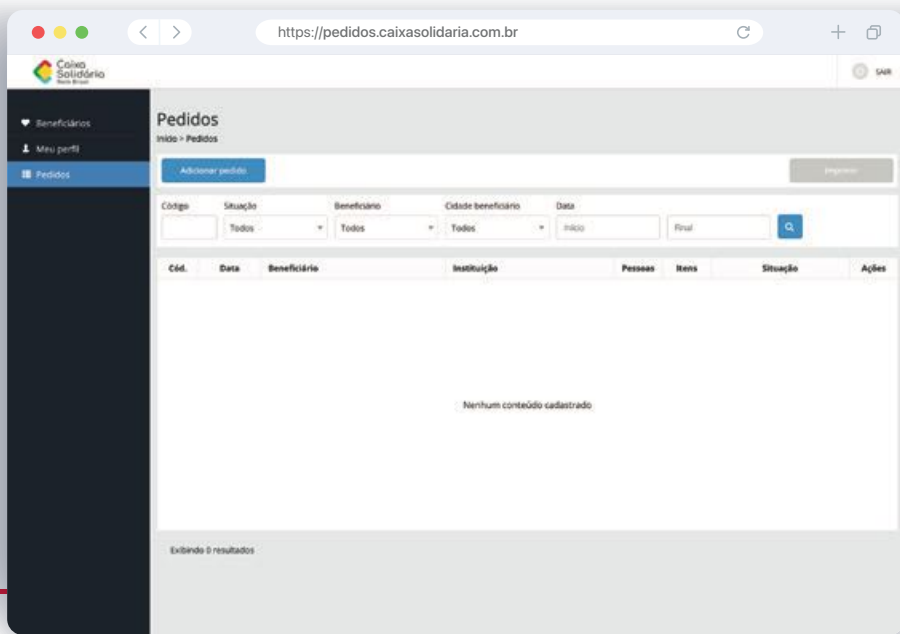 https://pedidos.caixasolidaria.com.br
Caixa
Solidária
Novo Brasil
SAIR
Beneficiários
Meu perfil
Pedidos
Pedidos
Início > Pedidos
Adicionar pedido
Imprimir
Código Situação Beneficiário Cidade beneficiário Data
Todos Todos Todos Início Final
Cód. Data Beneficiário Instituição Pessoas Itens Situação Ações
Nenhum conteúdo cadastrado
Exibindo 0 resultados